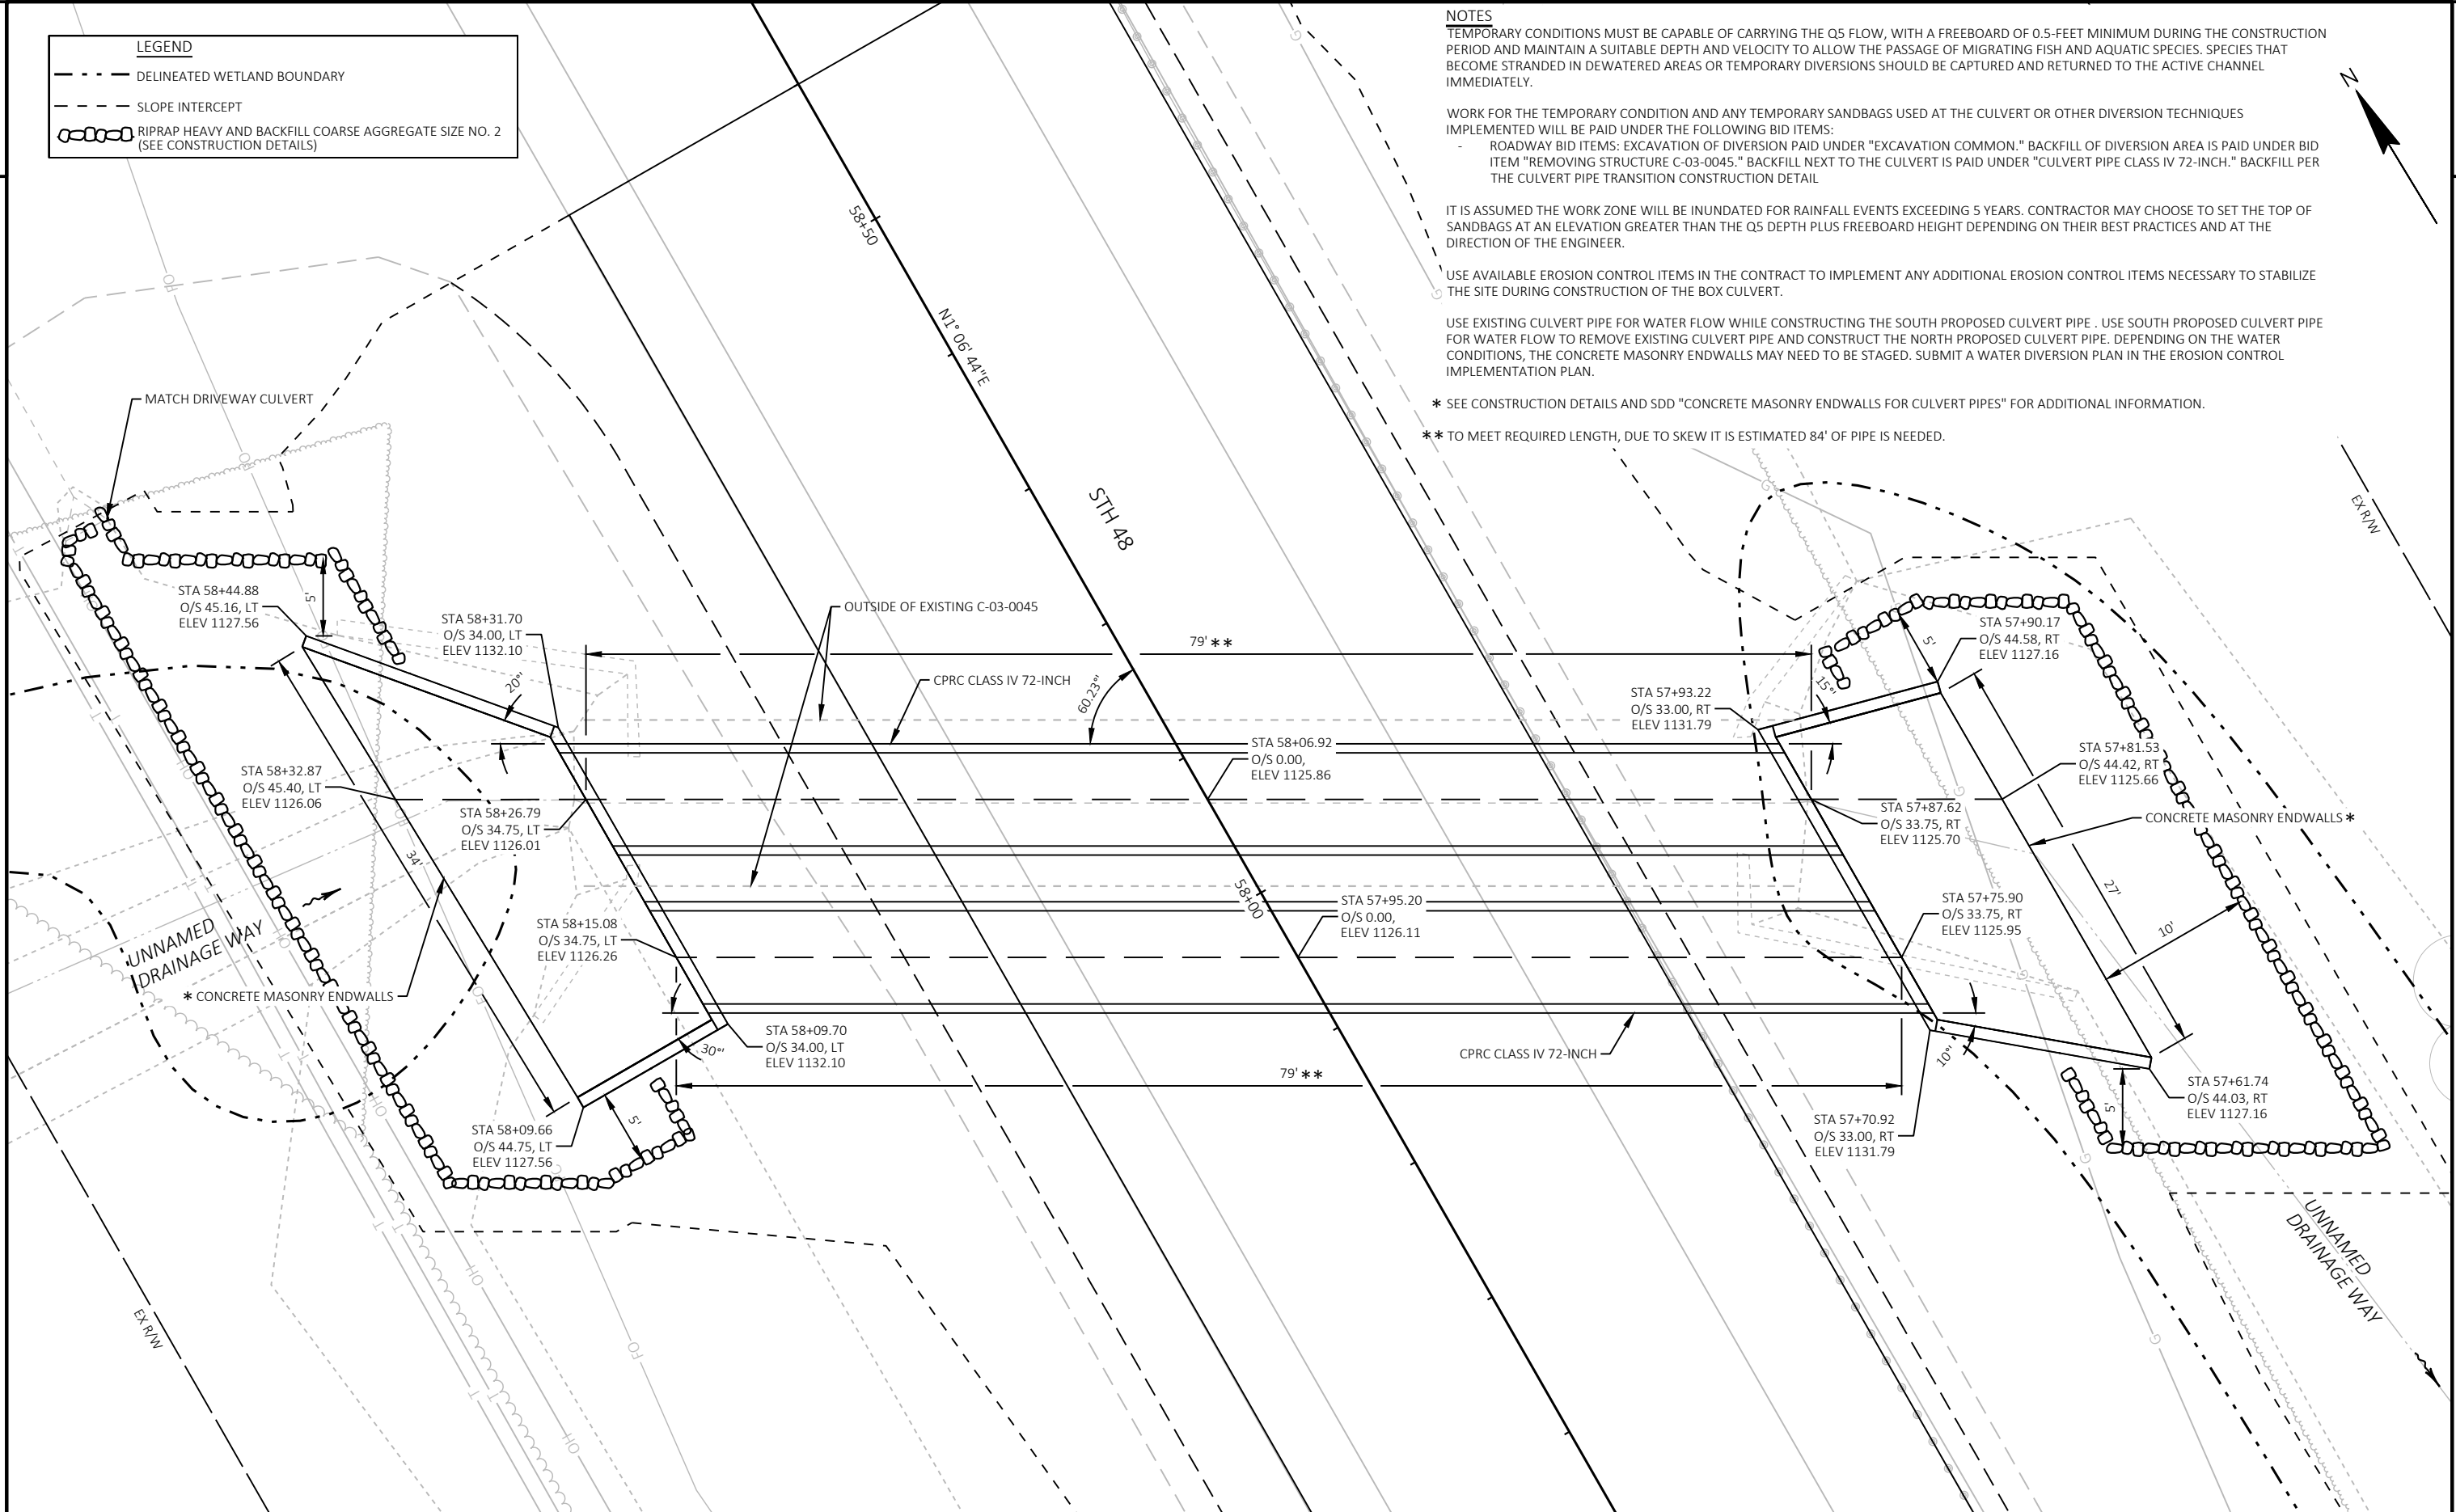 LEGEND
DELINEATED WETLAND BOUNDARY
SLOPE INTERCEPT
RIPRAP HEAVY AND BACKFILL COARSE AGGREGATE SIZE NO. 2
(SEE CONSTRUCTION DETAILS)
NOTES
TEMPORARY CONDITIONS MUST BE CAPABLE OF CARRYING THE Q5 FLOW, WITH A FREEBOARD OF 0.5-FEET MINIMUM DURING THE CONSTRUCTION
PERIOD AND MAINTAIN A SUITABLE DEPTH AND VELOCITY TO ALLOW THE PASSAGE OF MIGRATING FISH AND AQUATIC SPECIES. SPECIES THAT
BECOME STRANDED IN DEWATERED AREAS OR TEMPORARY DIVERSIONS SHOULD BE CAPTURED AND RETURNED TO THE ACTIVE CHANNEL
IMMEDIATELY.
WORK FOR THE TEMPORARY CONDITION AND ANY TEMPORARY SANDBAGS USED AT THE CULVERT OR OTHER DIVERSION TECHNIQUES
IMPLEMENTED WILL BE PAID UNDER THE FOLLOWING BID ITEMS:
- ROADWAY BID ITEMS: EXCAVATION OF DIVERSION PAID UNDER "EXCAVATION COMMON." BACKFILL OF DIVERSION AREA IS PAID UNDER BID
ITEM "REMOVING STRUCTURE C-03-0045." BACKFILL NEXT TO THE CULVERT IS PAID UNDER "CULVERT PIPE CLASS IV 72-INCH." BACKFILL PER
THE CULVERT PIPE TRANSITION CONSTRUCTION DETAIL
IT IS ASSUMED THE WORK ZONE WILL BE INUNDATED FOR RAINFALL EVENTS EXCEEDING 5 YEARS. CONTRACTOR MAY CHOOSE TO SET THE TOP OF
SANDBAGS AT AN ELEVATION GREATER THAN THE Q5 DEPTH PLUS FREEBOARD HEIGHT DEPENDING ON THEIR BEST PRACTICES AND AT THE
DIRECTION OF THE ENGINEER.
USE AVAILABLE EROSION CONTROL ITEMS IN THE CONTRACT TO IMPLEMENT ANY ADDITIONAL EROSION CONTROL ITEMS NECESSARY TO STABILIZE
THE SITE DURING CONSTRUCTION OF THE BOX CULVERT.
USE EXISTING CULVERT PIPE FOR WATER FLOW WHILE CONSTRUCTING THE SOUTH PROPOSED CULVERT PIPE . USE SOUTH PROPOSED CULVERT PIPE
FOR WATER FLOW TO REMOVE EXISTING CULVERT PIPE AND CONSTRUCT THE NORTH PROPOSED CULVERT PIPE. DEPENDING ON THE WATER
CONDITIONS, THE CONCRETE MASONRY ENDWALLS MAY NEED TO BE STAGED. SUBMIT A WATER DIVERSION PLAN IN THE EROSION CONTROL
IMPLEMENTATION PLAN.
* SEE CONSTRUCTION DETAILS AND SDD "CONCRETE MASONRY ENDWALLS FOR CULVERT PIPES" FOR ADDITIONAL INFORMATION.
** TO MEET REQUIRED LENGTH, DUE TO SKEW IT IS ESTIMATED 84' OF PIPE IS NEEDED.
N
58+50
N1° 06' 44"E
STH 48
58+00
MATCH DRIVEWAY CULVERT
STA 58+44.88
O/S 45.16, LT
ELEV 1127.56
5'
STA 58+31.70
O/S 34.00, LT
ELEV 1132.10
20°'
OUTSIDE OF EXISTING C-03-0045
CPRC CLASS IV 72-INCH
79' **
60.23°'
STA 58+32.87
O/S 45.40, LT
ELEV 1126.06
STA 58+26.79
O/S 34.75, LT
ELEV 1126.01
34'
STA 58+15.08
O/S 34.75, LT
ELEV 1126.26
UNNAMED
DRAINAGE WAY
* CONCRETE MASONRY ENDWALLS
STA 58+09.70
O/S 34.00, LT
ELEV 1132.10
30°'
STA 58+09.66
O/S 44.75, LT
ELEV 1127.56
5'
EX R/W
STA 58+06.92
O/S 0.00,
ELEV 1125.86
STA 57+95.20
O/S 0.00,
ELEV 1126.11
79' **
CPRC CLASS IV 72-INCH
STA 57+93.22
O/S 33.00, RT
ELEV 1131.79
15°'
5'
STA 57+90.17
O/S 44.58, RT
ELEV 1127.16
STA 57+81.53
O/S 44.42, RT
ELEV 1125.66
STA 57+87.62
O/S 33.75, RT
ELEV 1125.70
CONCRETE MASONRY ENDWALLS *
27'
10'
STA 57+75.90
O/S 33.75, RT
ELEV 1125.95
10°'
STA 57+70.92
O/S 33.00, RT
ELEV 1131.79
5'
STA 57+61.74
O/S 44.03, RT
ELEV 1127.16
UNNAMED
DRAINAGE WAY
EX R/W
FO
OH
OH
OH
OH
G
G
G
G
G